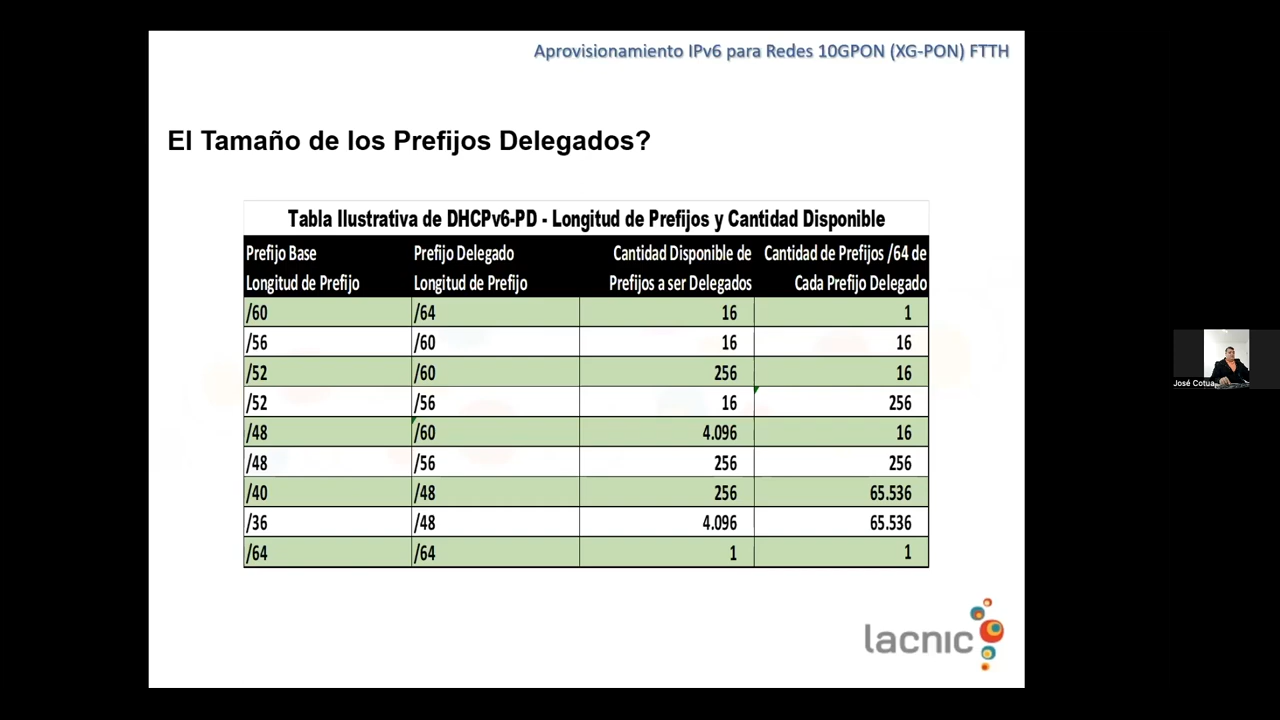 Aprovisionamiento IPv6 para Redes 10GPON (XG-PON) FTTH
El Tamaño de los Prefijos Delegados?
Tabla Ilustrativa de DHCPv6-PD - Longitud de Prefijos y Cantidad Disponible
Prefijo Base Prefijo Delegado Cantidad Disponible de Cantidad de Prefijos /64 de
Longitud de Prefijo Longitud de Prefijo Prefijos a ser Delegados Cada Prefijo Delegado
/60 /64 16 1
/56 /60 16 16
/52 /60 256 16
/52 /56 16 256
/48 /60 4.096 16
/48 /56 256 256
/40 /48 256 65.536
/36 /48 4.096 65.536
/64 /64 1 1
José Cotua
lacnic